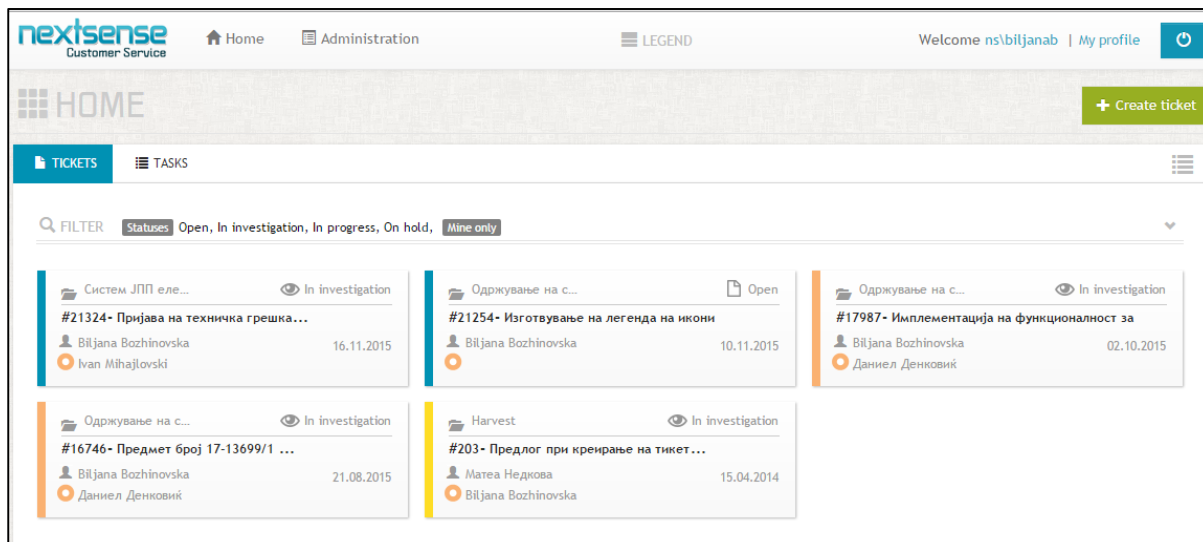 nextsense
Customer Service
Home
Administration
LEGEND
Welcome ns\biljanab | My profile
HOME
+ Create ticket
TICKETS
TASKS
FILTER Statuses Open, In investigation, In progress, On hold, Mine only
Систем ЈПП еле... In investigation
#21324- Пријава на техничка грешка...
Biljana Bozhinovska 16.11.2015
Ivan Mihajlovski
Одржување на с... Open
#21254- Изготвување на легенда на икони
Biljana Bozhinovska 10.11.2015
Одржување на с... In investigation
#17987- Имплементација на функционалност за
Biljana Bozhinovska 02.10.2015
Даниел Денковиќ
Одржување на с... In investigation
#16746- Предмет број 17-13699/1 ...
Biljana Bozhinovska 21.08.2015
Даниел Денковиќ
Harvest In investigation
#203- Предлог при креирање на тикет...
Матеа Недкова 15.04.2014
Biljana Bozhinovska